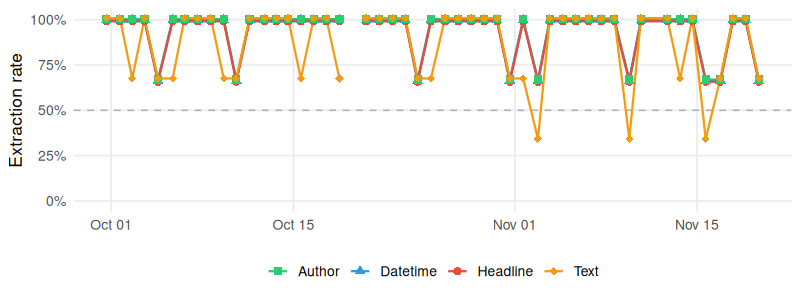 Extraction rate
100%
75%
50%
25%
0%
Oct 01 Oct 15 Nov 01 Nov 15
Author Datetime Headline Text